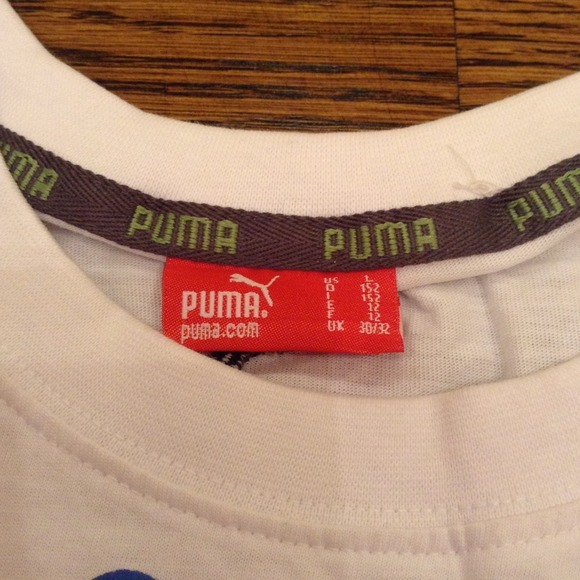 PUMA PUMA PUMA PUMA
PUMA.
puma.com
US L
D 152
I 152
E 12
F 12
UK 30/32